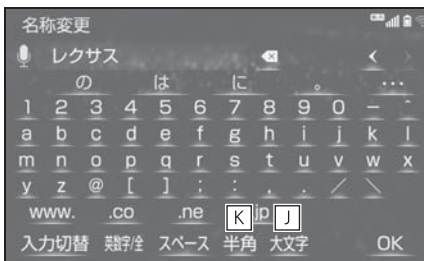 名称変更
レクサス
の は に 。 …
1 2 3 4 5 6 7 8 9 0 - ^
a b c d e f g h i j k l
m n o p q r s t u v w x
y z @ [ ] ; : , . / \
www. .co .ne .jp K J
入力切替 英数字/全 スペース 半角 大文字 OK